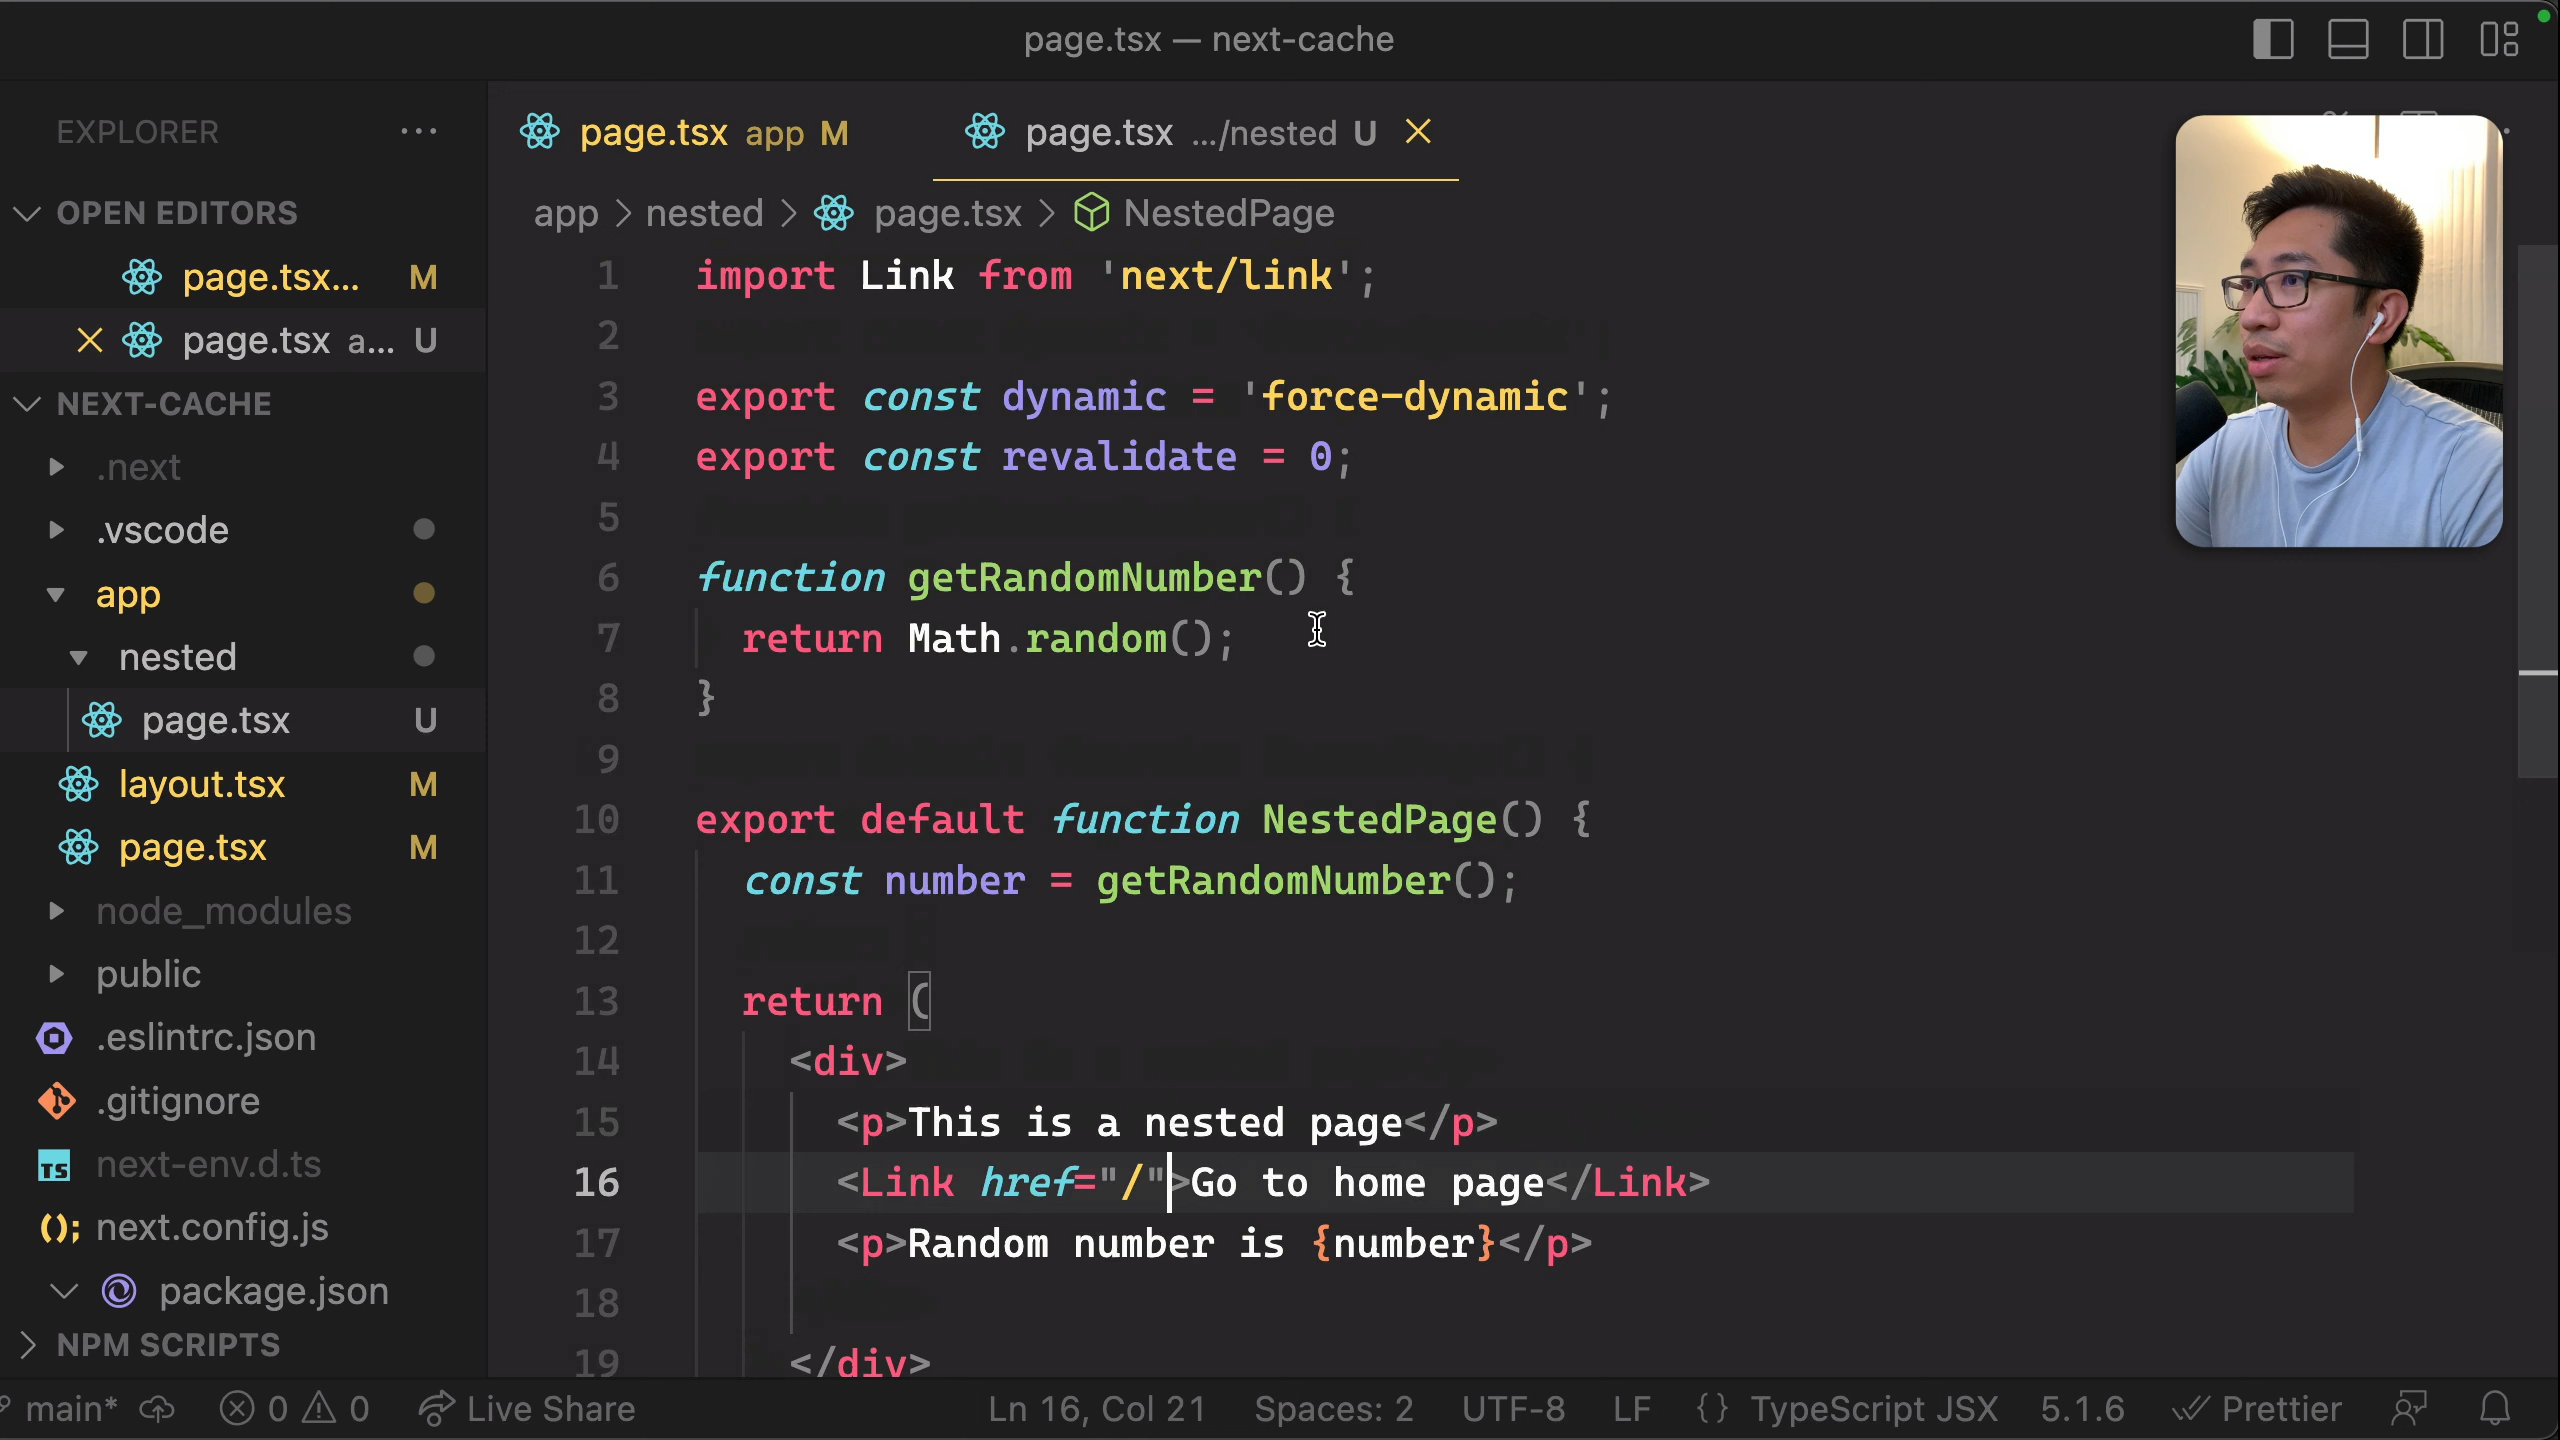 page.tsx — next-cache
EXPLORER
OPEN EDITORS
page.tsx... M
page.tsx a... U
NEXT-CACHE
.next
.vscode
app
nested
page.tsx U
layout.tsx M
page.tsx M
node_modules
public
.eslintrc.json
.gitignore
TS next-env.d.ts
next.config.js
package.json
NPM SCRIPTS
page.tsx app M
page.tsx .../nested U
app > nested > page.tsx > NestedPage
1 import Link from 'next/link';
2
3 export const dynamic = 'force-dynamic';
4 export const revalidate = 0;
5
6 function getRandomNumber() {
7 return Math.random();
8 }
9
10 export default function NestedPage() {
11 const number = getRandomNumber();
12
13 return (
14 <div>
15 <p>This is a nested page</p>
16 <Link href="/">Go to home page</Link>
17 <p>Random number is {number}</p>
18
19 </div>
main* 0 0 Live Share Ln 16, Col 21 Spaces: 2 UTF-8 LF {} TypeScript JSX 5.1.6 Prettier